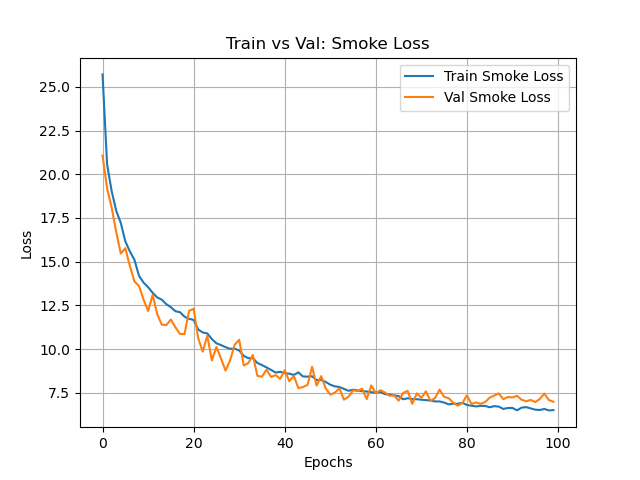 Train vs Val: Smoke Loss
Train Smoke Loss
Val Smoke Loss
Loss
25.0
22.5
20.0
17.5
15.0
12.5
10.0
7.5
0 20 40 60 80 100
Epochs